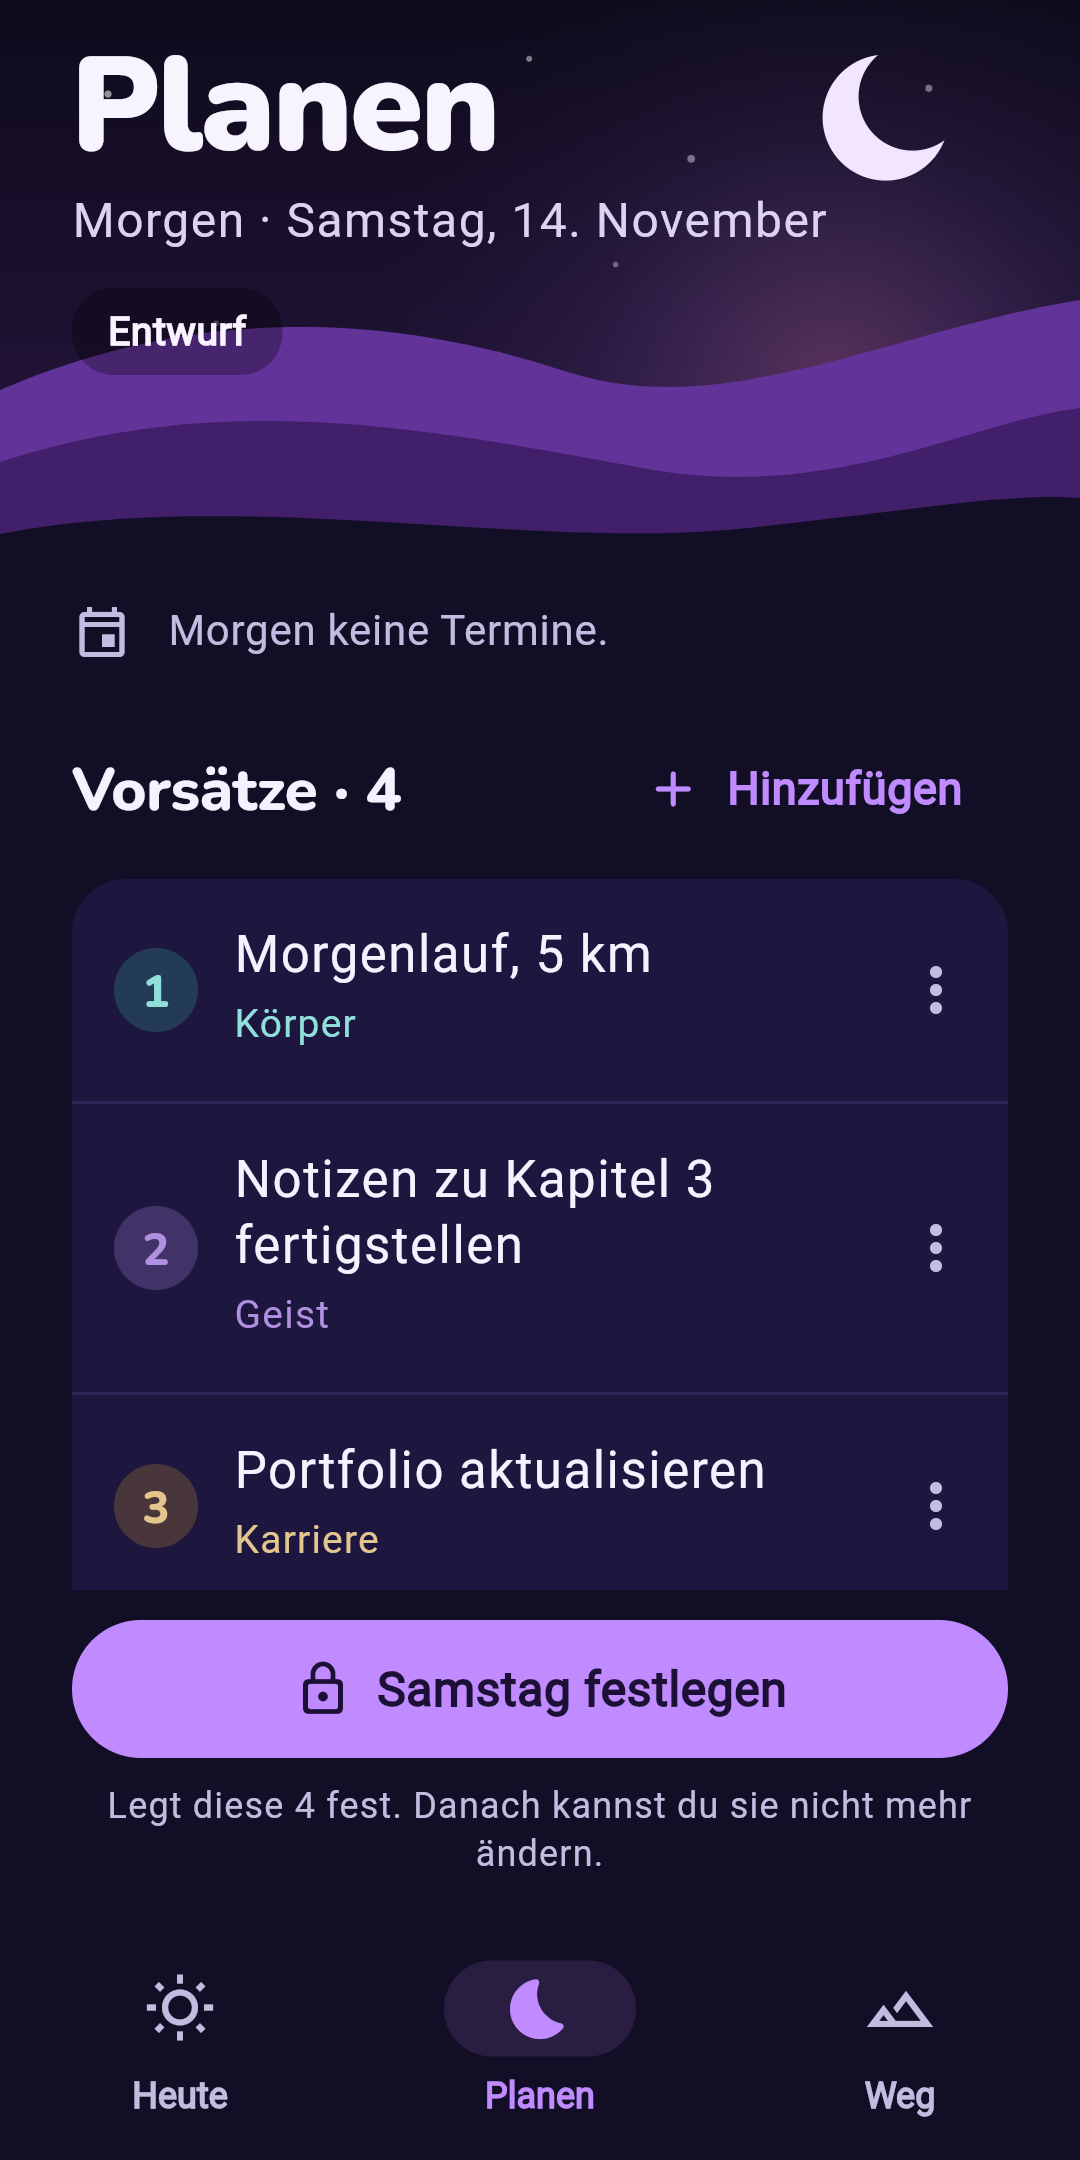 Planen
Morgen · Samstag, 14. November
Entwurf
Morgen keine Termine.
Vorsätze · 4
Hinzufügen
1
Morgenlauf, 5 km
Körper
2
Notizen zu Kapitel 3
fertigstellen
Geist
3
Portfolio aktualisieren
Karriere
Samstag festlegen
Legt diese 4 fest. Danach kannst du sie nicht mehr
ändern.
Heute
Planen
Weg